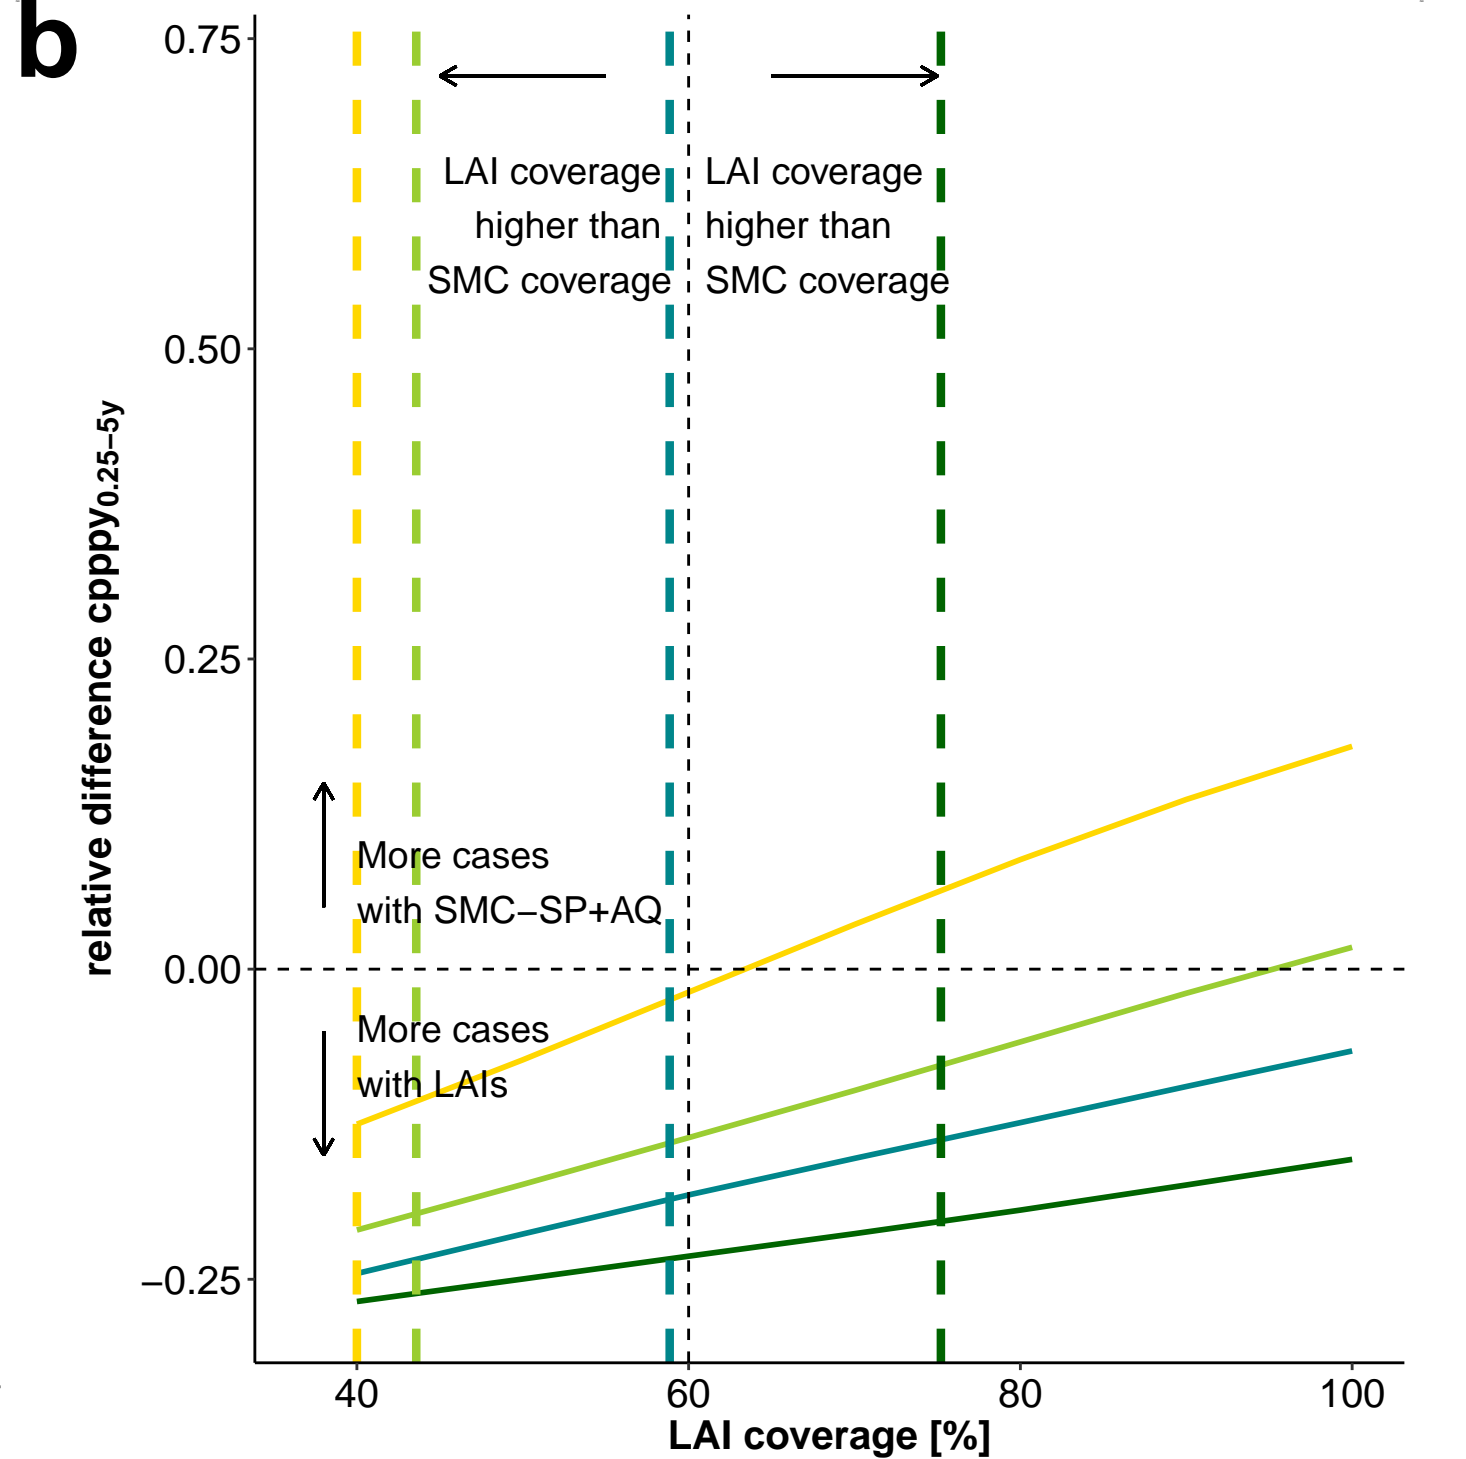 b
0.75
LAI coverage
higher than
SMC coverage
LAI coverage
higher than
SMC coverage
0.50
0.25
More cases
with SMC−SP+AQ
0.00
More cases
with LAIs
−0.25
relative difference cpppy0.25−5y
40
60
80
100
LAI coverage [%]